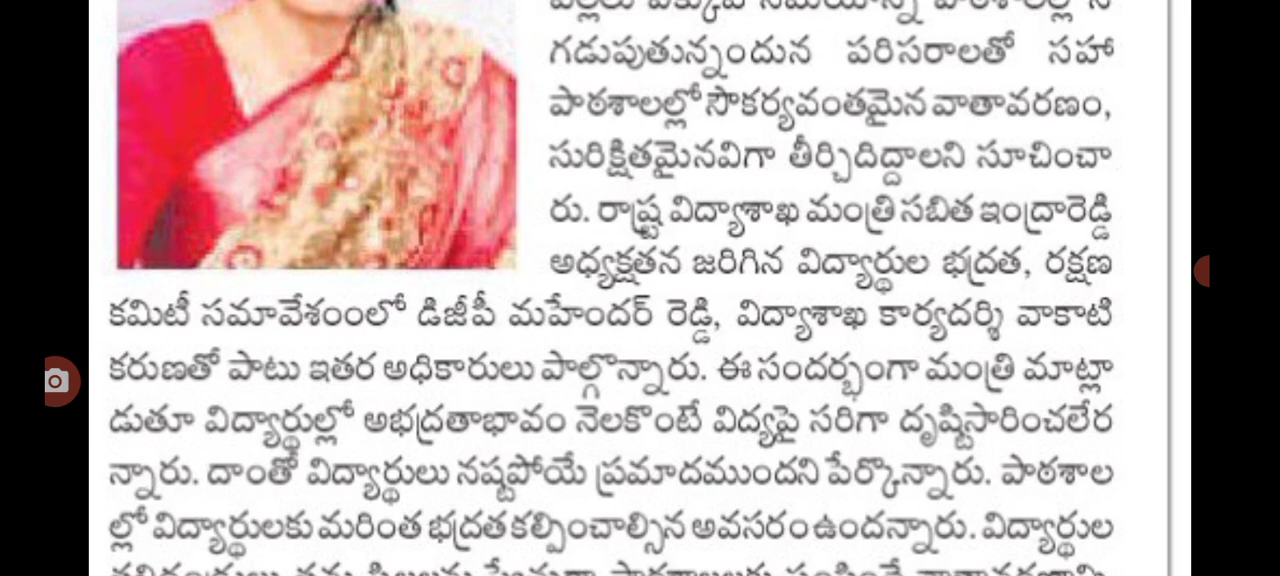 గడుపుతున్నందున పరిసరాలతో సహా
పాఠశాలల్లో సౌకర్యవంతమైన వాతావరణం,
సురిక్షితమైనవిగా తీర్చిదిద్దాలని సూచించా
రు. రాష్ట్ర విద్యాశాఖ మంత్రి సబిత ఇంద్రారెడ్డి
అధ్యక్షతన జరిగిన విద్యార్థుల భద్రత, రక్షణ
కమిటీ సమావేశంంలో డిజీపీ మహేందర్ రెడ్డి, విద్యాశాఖ కార్యదర్శి వాకాటి
కరుణతో పాటు ఇతర అధికారులు పాల్గొన్నారు. ఈ సందర్భంగా మంత్రి మాట్లా
డుతూ విద్యార్థుల్లో అభద్రతాభావం నెలకొంటే విద్యపై సరిగా దృష్టిసారించలేర
న్నారు. దాంతో విద్యార్థులు నష్టపోయే ప్రమాదముందని పేర్కొన్నారు. పాఠశాల
ల్లో విద్యార్థులకు మరింత భద్రత కల్పించాల్సిన అవసరం ఉందన్నారు. విద్యార్థుల